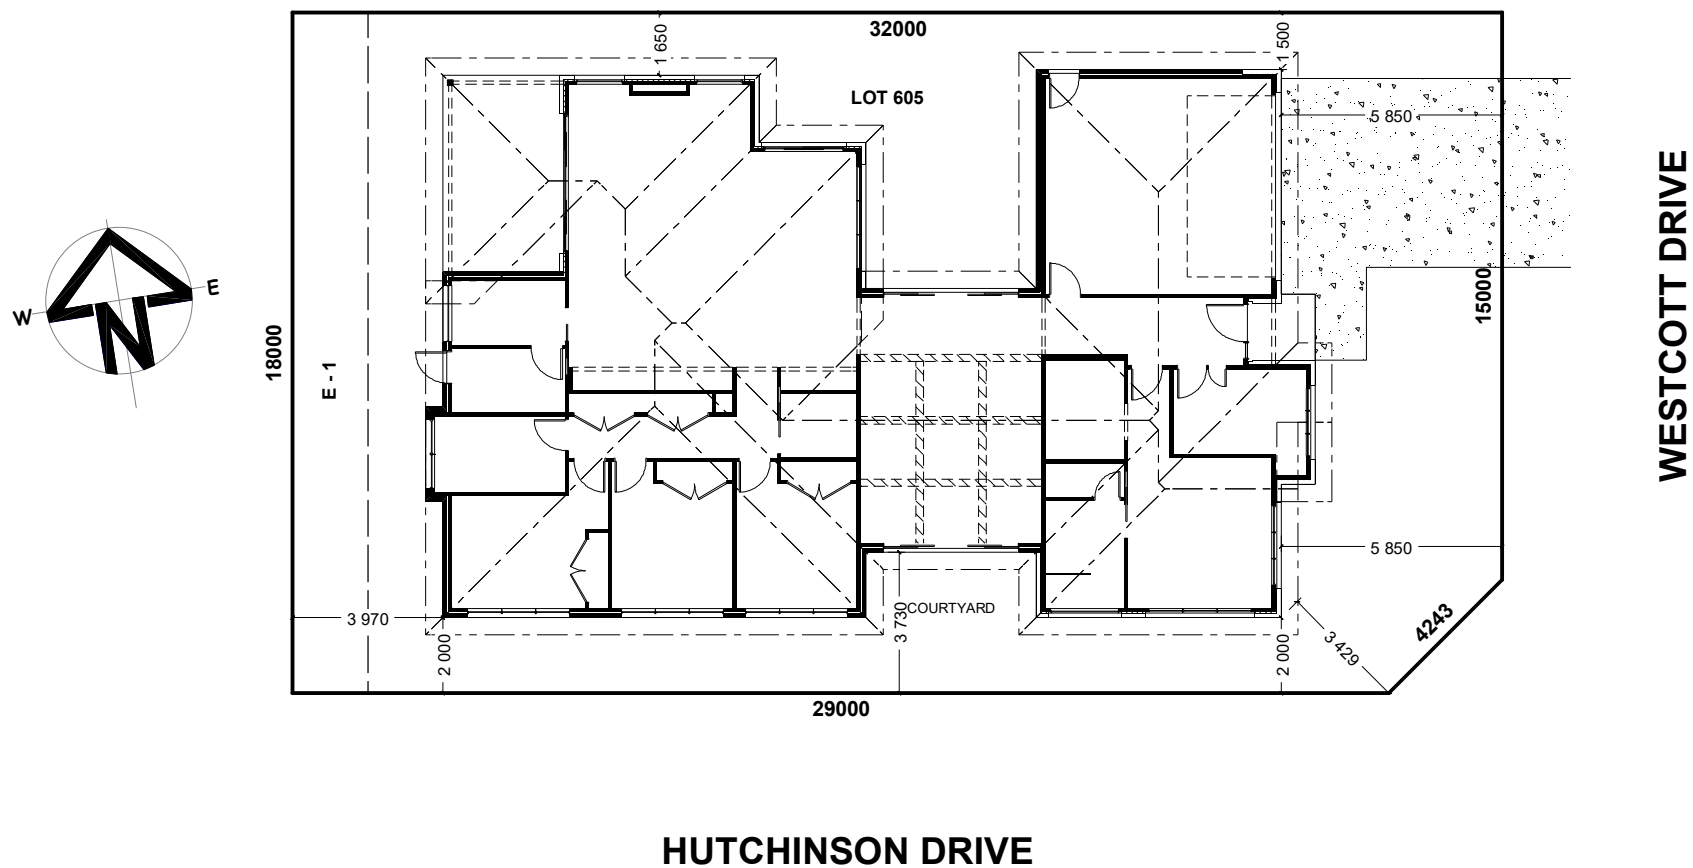 32000
1 650
1 500
LOT 605
5 850
WESTCOTT DRIVE
W
N
E
18000
E - 1
15000
5 850
COURTYARD
3 970
2 000
3 730
2 000
3 429
4243
29000
HUTCHINSON DRIVE